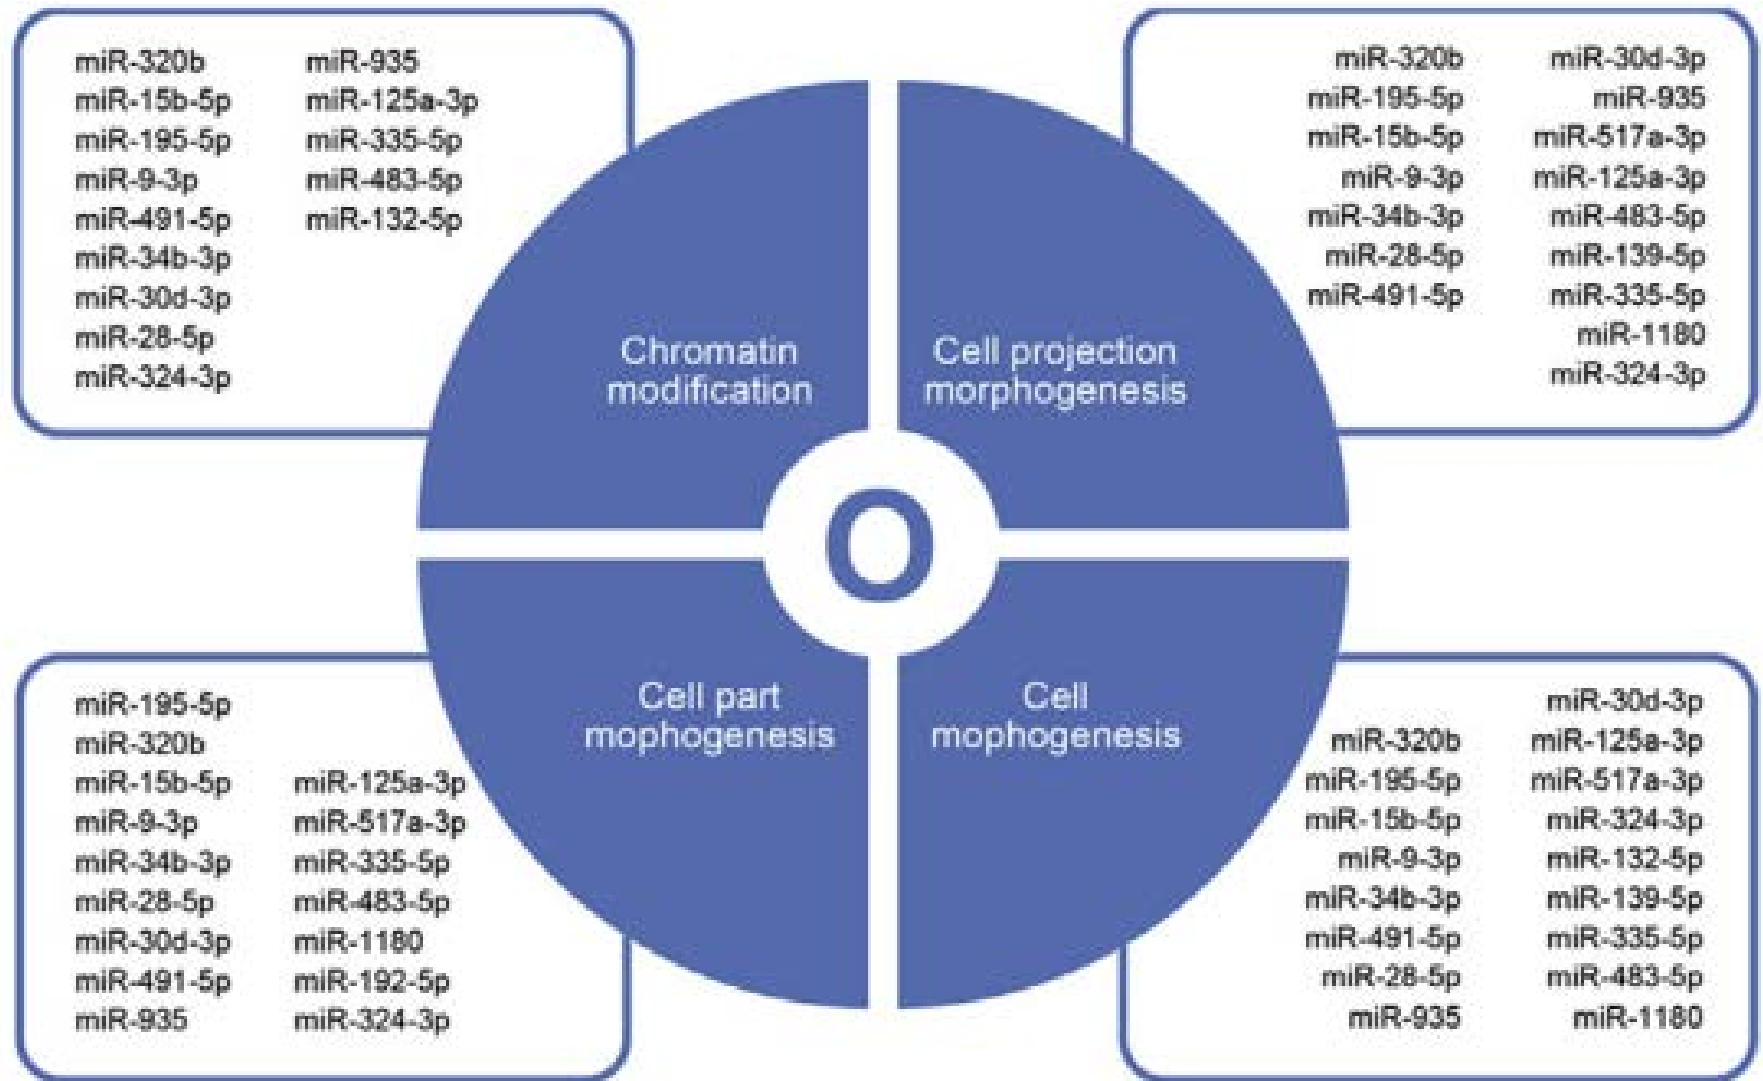 miR-320b
miR-15b-5p
miR-195-5p
miR-9-3p
miR-491-5p
miR-34b-3p
miR-30d-3p
miR-28-5p
miR-324-3p
miR-935
miR-125a-3p
miR-335-5p
miR-483-5p
miR-132-5p
Chromatin
modification
Cell projection
morphogenesis
miR-320b
miR-195-5p
miR-15b-5p
miR-9-3p
miR-34b-3p
miR-28-5p
miR-491-5p
miR-30d-3p
miR-935
miR-517a-3p
miR-125a-3p
miR-483-5p
miR-139-5p
miR-335-5p
miR-1180
miR-324-3p
O
miR-195-5p
miR-320b
miR-15b-5p
miR-9-3p
miR-34b-3p
miR-28-5p
miR-30d-3p
miR-491-5p
miR-935
miR-125a-3p
miR-517a-3p
miR-335-5p
miR-483-5p
miR-1180
miR-192-5p
miR-324-3p
Cell part
mophogenesis
Cell
mophogenesis
miR-320b
miR-195-5p
miR-15b-5p
miR-9-3p
miR-34b-3p
miR-491-5p
miR-28-5p
miR-935
miR-30d-3p
miR-125a-3p
miR-517a-3p
miR-324-3p
miR-132-5p
miR-139-5p
miR-335-5p
miR-483-5p
miR-1180